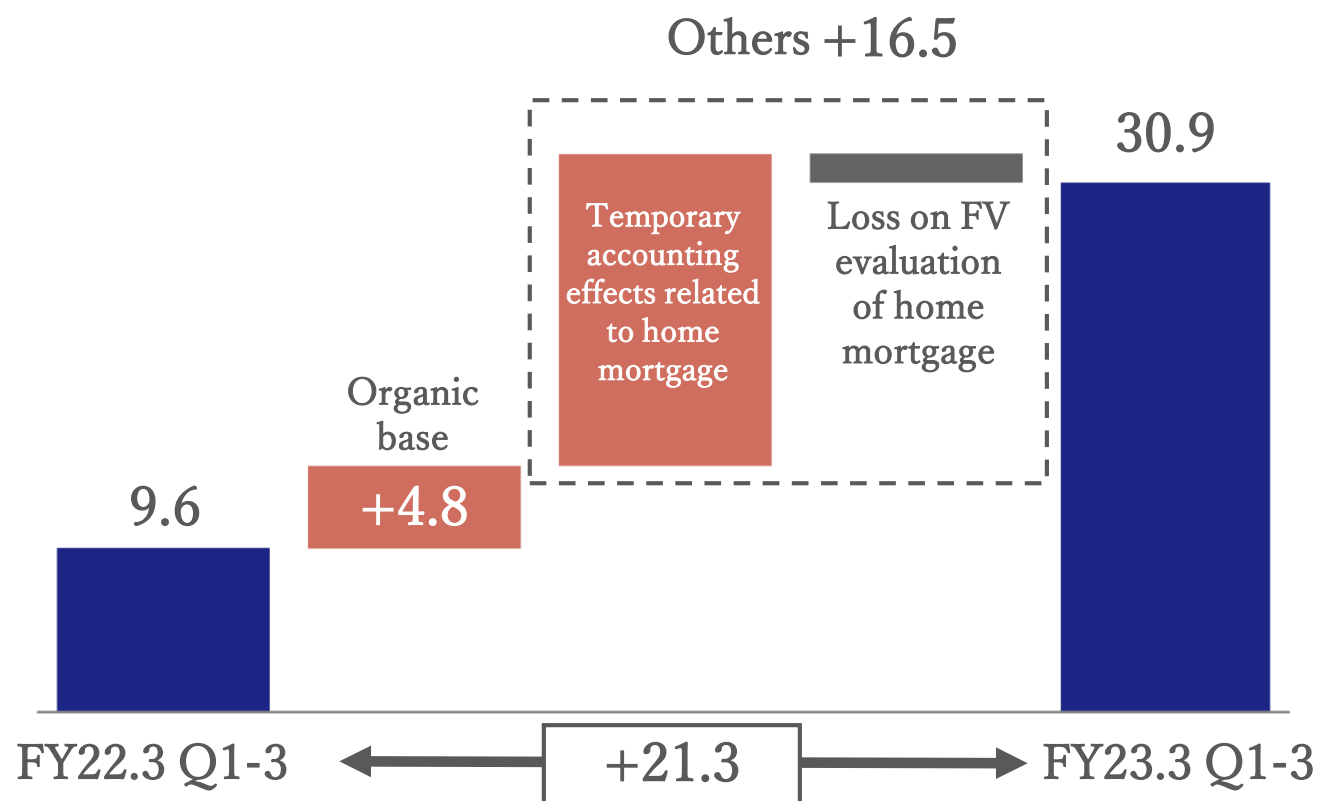 Others +16.5
30.9
Temporary
accounting
effects related
to home
mortgage
Loss on FV
evaluation
of home
mortgage
Organic
base
+4.8
9.6
FY22.3 Q1-3
+21.3
FY23.3 Q1-3